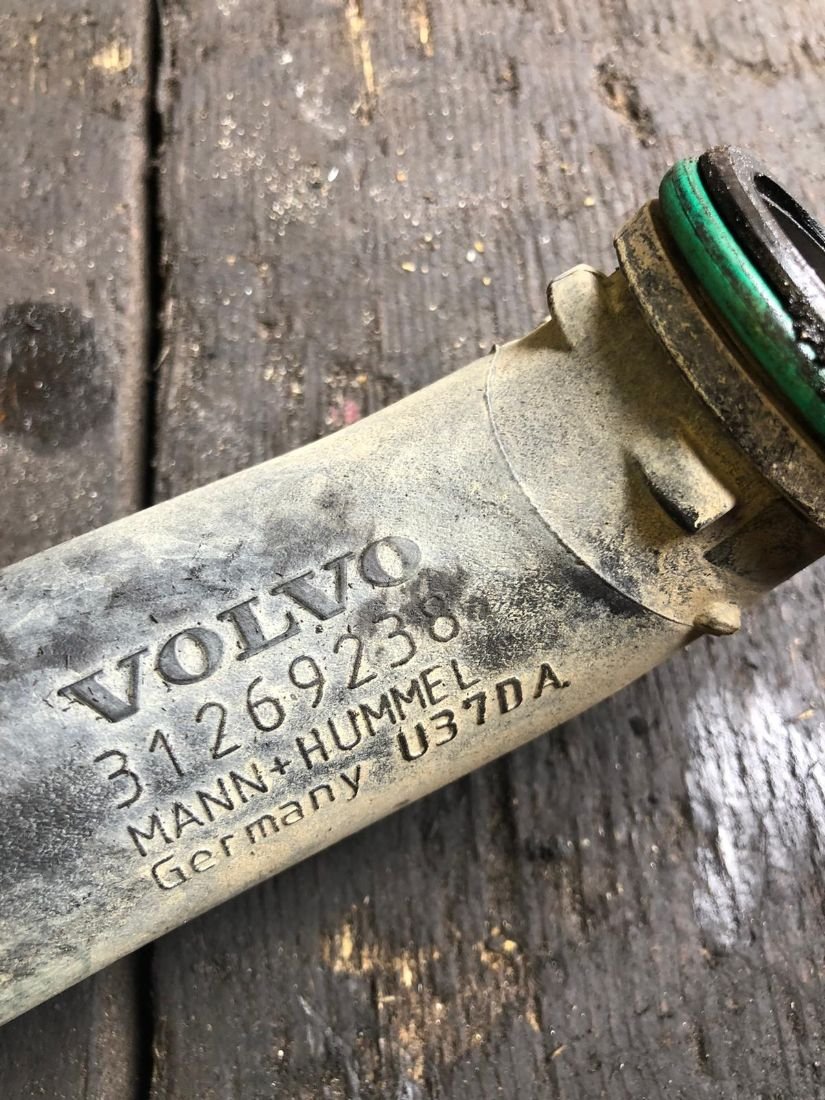 VOLVO
31269238
MANN+HUMMEL
Germany U37DA